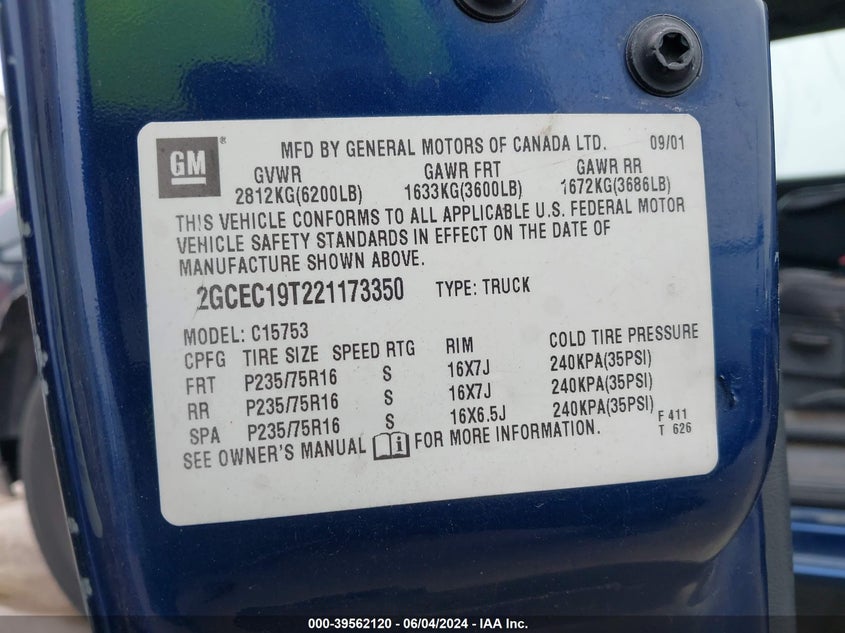 GM®
MFD BY GENERAL MOTORS OF CANADA LTD. 09/01
GVWR GAWR FRT GAWR RR
2812KG(6200LB) 1633KG(3600LB) 1672KG(3686LB)
THIS VEHICLE CONFORMS TO ALL APPLICABLE U.S. FEDERAL MOTOR
VEHICLE SAFETY STANDARDS IN EFFECT ON THE DATE OF
MANUFACTURE SHOWN ABOVE.
2GCEC19T221173350 TYPE: TRUCK
MODEL: C15753
CPFG TIRE SIZE SPEED RTG RIM COLD TIRE PRESSURE
FRT P235/75R16 S 16X7J 240KPA(35PSI)
RR P235/75R16 S 16X7J 240KPA(35PSI)
SPA P235/75R16 S 16X6.5J 240KPA(35PSI)
SEE OWNER'S MANUAL i FOR MORE INFORMATION.
F 411
T 626
000-39562120 - 06/04/2024 - IAA Inc.